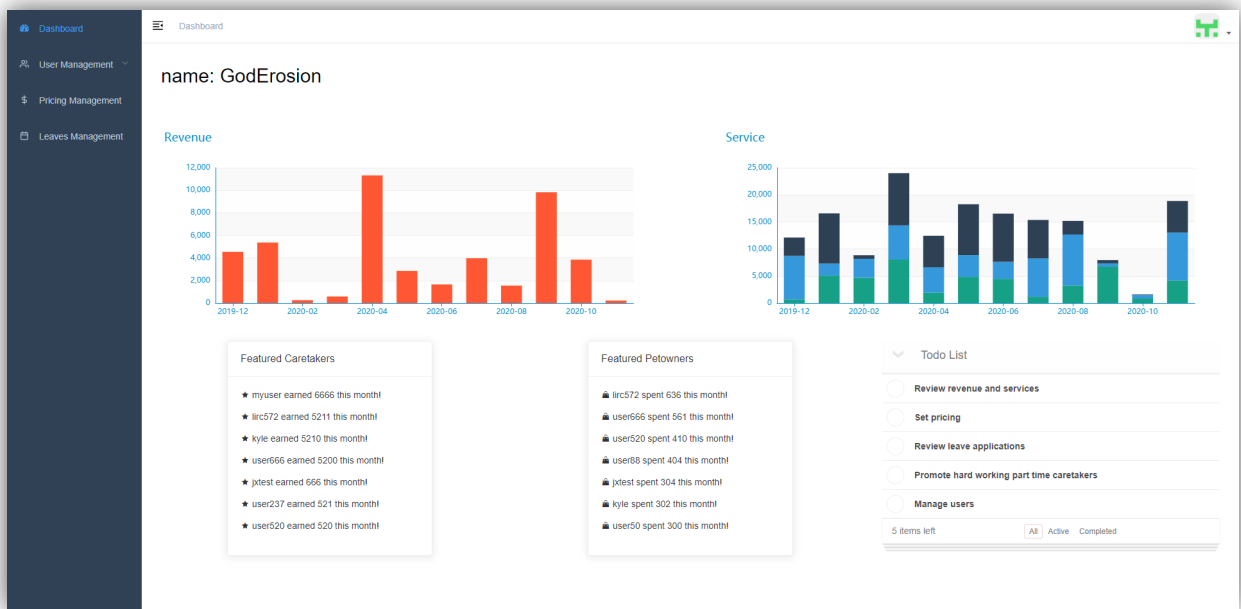 Dashboard
User Management
Pricing Management
Leaves Management
Dashboard
name: GodErosion
Revenue
12,000
10,000
8,000
6,000
4,000
2,000
0
2019-12 2020-02 2020-04 2020-06 2020-08 2020-10
Service
25,000
20,000
15,000
10,000
5,000
0
2019-12 2020-02 2020-04 2020-06 2020-08 2020-10
Featured Caretakers
myuser earned 6666 this month!
lirc572 earned 5211 this month!
kyle earned 5210 this month!
user666 earned 5200 this month!
jxtest earned 666 this month!
user237 earned 521 this month!
user520 earned 520 this month!
Featured Petowners
lirc572 spent 636 this month!
user666 spent 561 this month!
user520 spent 410 this month!
user88 spent 404 this month!
jxtest spent 304 this month!
kyle spent 302 this month!
user50 spent 300 this month!
Todo List
Review revenue and services
Set pricing
Review leave applications
Promote hard working part time caretakers
Manage users
5 items left All Active Completed